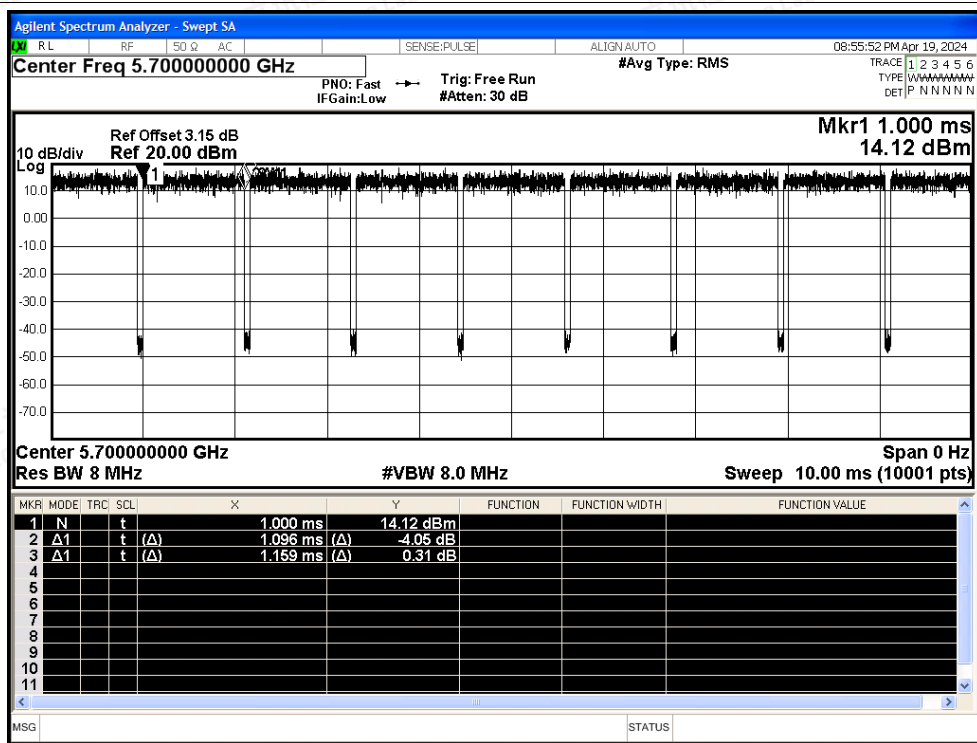 Agilent Spectrum Analyzer - Swept SA
LXI RL RF 50 Ω AC SENSE:PULSE ALIGN AUTO 08:55:52 PM Apr 19, 2024
Center Freq 5.700000000 GHz #Avg Type: RMS TRACE 1 2 3 4 5 6
PNO: Fast Trig: Free Run TYPE
IFGain:Low #Atten: 30 dB DET P N N N N N
Mkr1 1.000 ms
14.12 dBm
Ref Offset 3.15 dB
10 dB/div Ref 20.00 dBm
Log
1
10.0
0.00
-10.0
-20.0
-30.0
-40.0
-50.0
-60.0
-70.0
Center 5.700000000 GHz Span 0 Hz
Res BW 8 MHz #VBW 8.0 MHz Sweep 10.00 ms (10001 pts)
MKR MODE TRC SCL X Y FUNCTION FUNCTION WIDTH FUNCTION VALUE
1 N t 1.000 ms 14.12 dBm
2 Δ1 t (Δ) 1.096 ms (Δ) -4.05 dB
3 Δ1 t (Δ) 1.159 ms (Δ) 0.31 dB
4
5
6
7
8
9
10
11
MSG STATUS